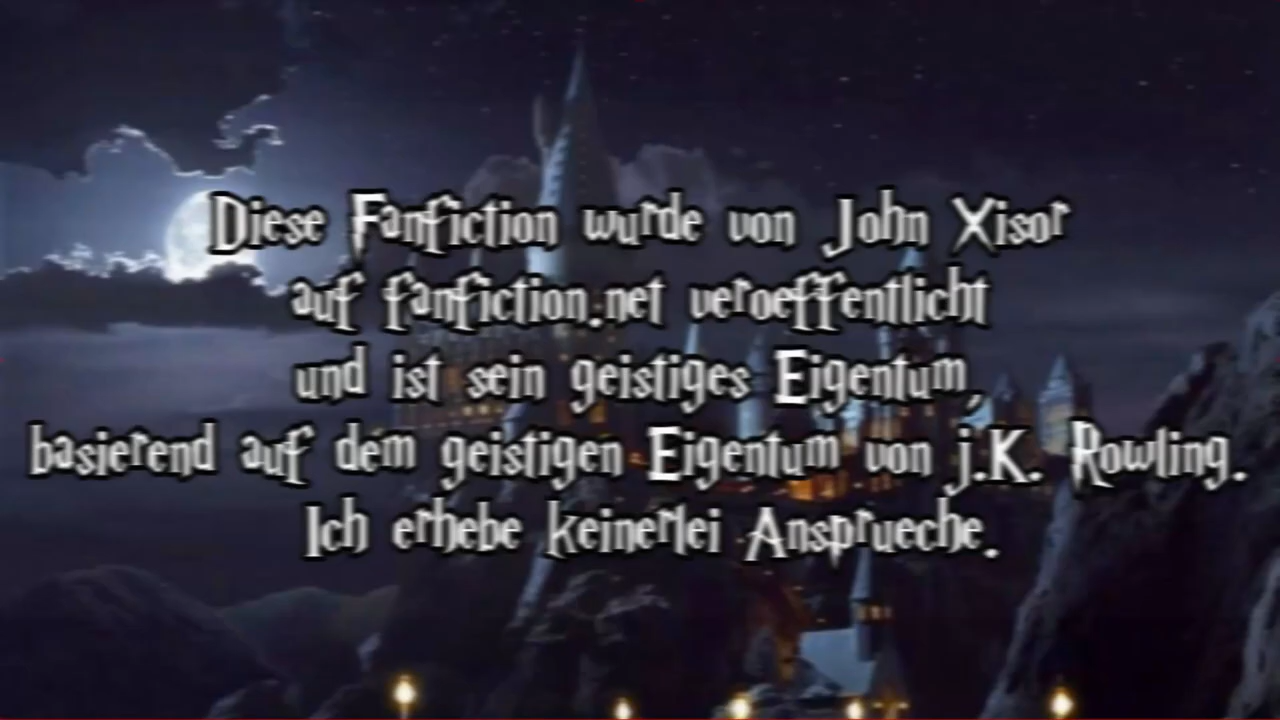 Diese Fanfiction wurde von John Xisor
auf fanfiction.net veroeffentlicht
und ist sein geistiges Eigentum,
basierend auf dem geistigen Eigentum von j.K. Rowling.
Ich erhebe keinerlei Ansprueche.